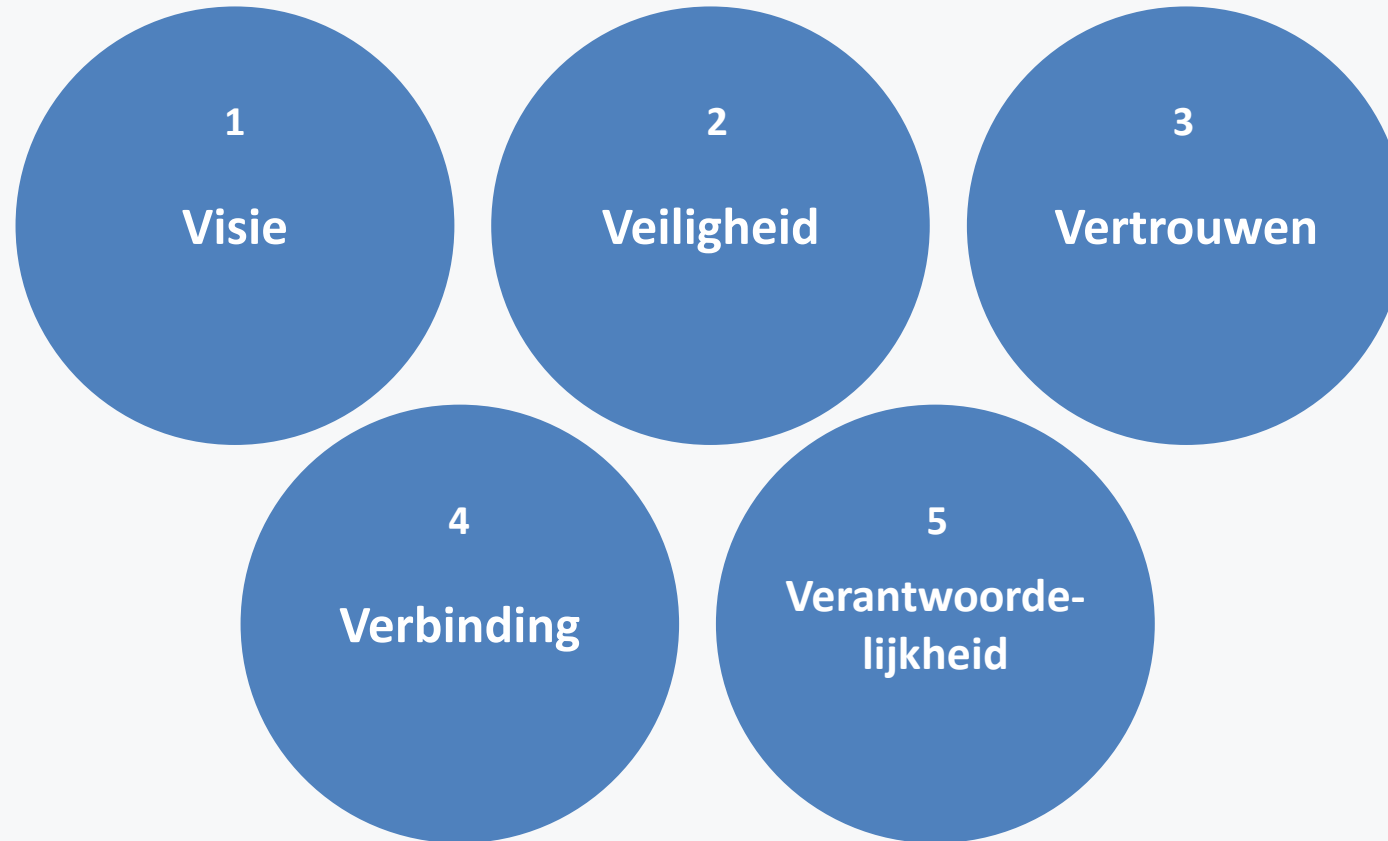 1
Visie
2
Veiligheid
3
Vertrouwen
4
Verbinding
5
Verantwoorde-
lijkheid